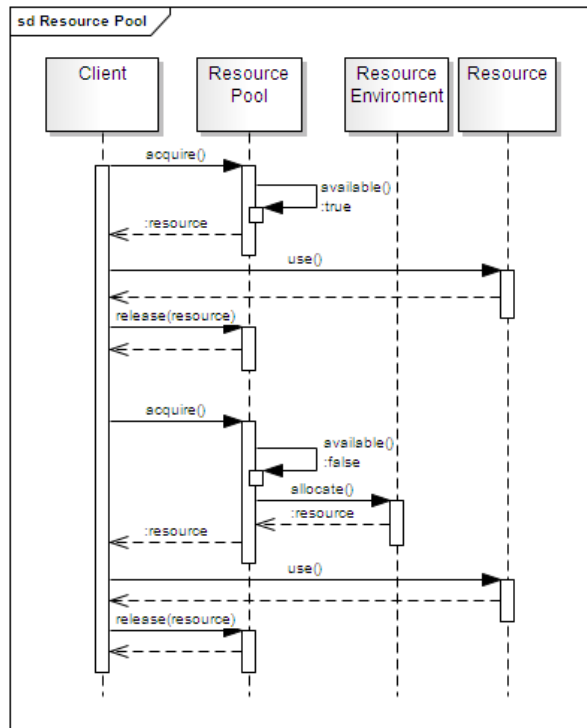 sd Resource Pool
Client
Resource
Pool
Resource
Enviroment
Resource
acquire()
available()
:true
:resource
use()
release(resource)
acquire()
available()
:false
allocate()
:resource
:resource
use()
release(resource)